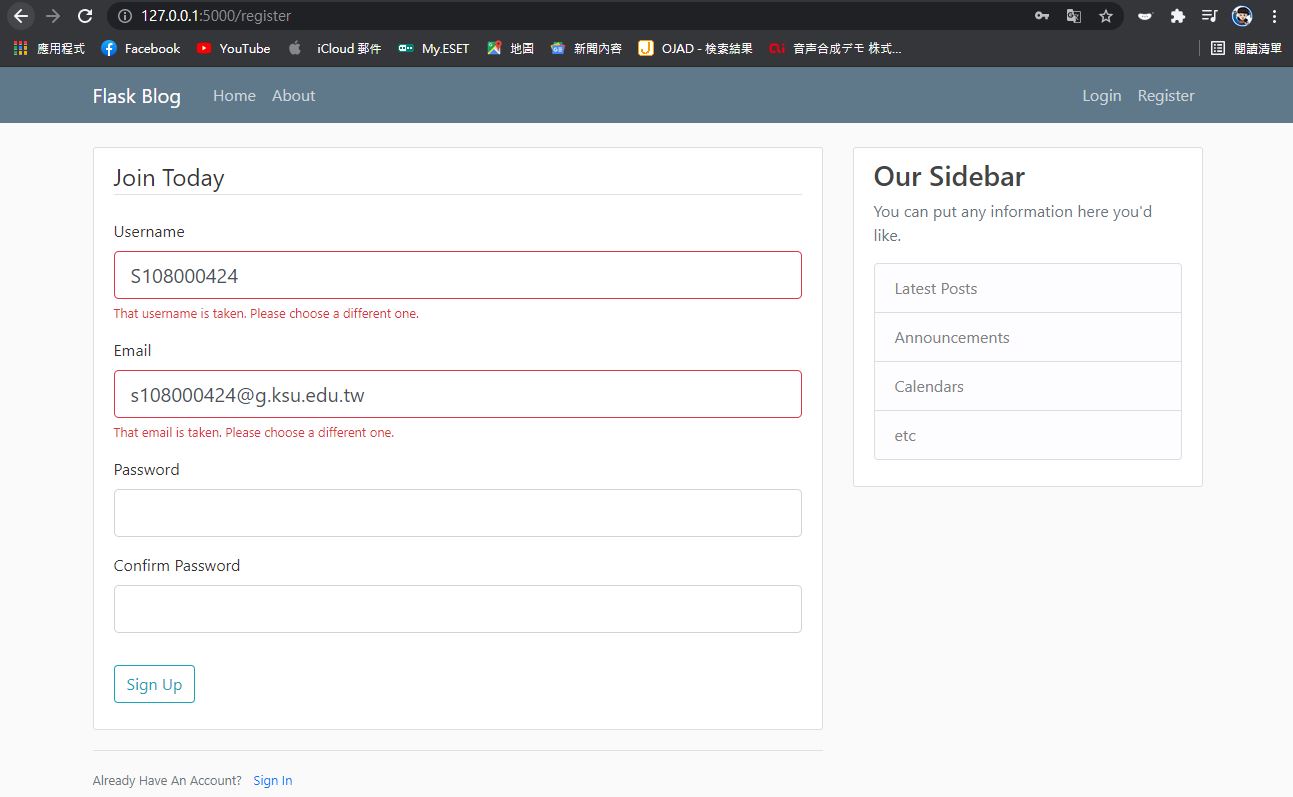 127.0.0.1:5000/register
應用程式 Facebook YouTube iCloud 郵件 My.ESET 地圖 新聞內容 OJAD - 検索結果 音声合成デモ 株式... 閱讀清單
Flask Blog Home About Login Register
Join Today
Username
S108000424
That username is taken. Please choose a different one.
Email
s108000424@g.ksu.edu.tw
That email is taken. Please choose a different one.
Password
Confirm Password
Sign Up
Already Have An Account? Sign In
Our Sidebar
You can put any information here you'd
like.
Latest Posts
Announcements
Calendars
etc